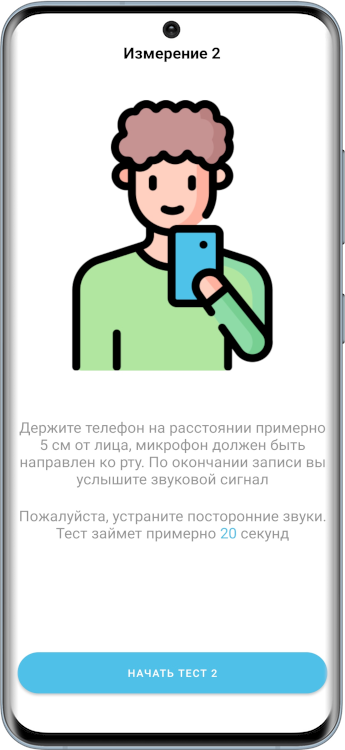 Измерение 2
Держите телефон на расстоянии примерно
5 см от лица, микрофон должен быть
направлен ко рту. По окончании записи вы
услышите звуковой сигнал
Пожалуйста, устраните посторонние звуки.
Тест займет примерно 20 секунд
НАЧАТЬ ТЕСТ 2